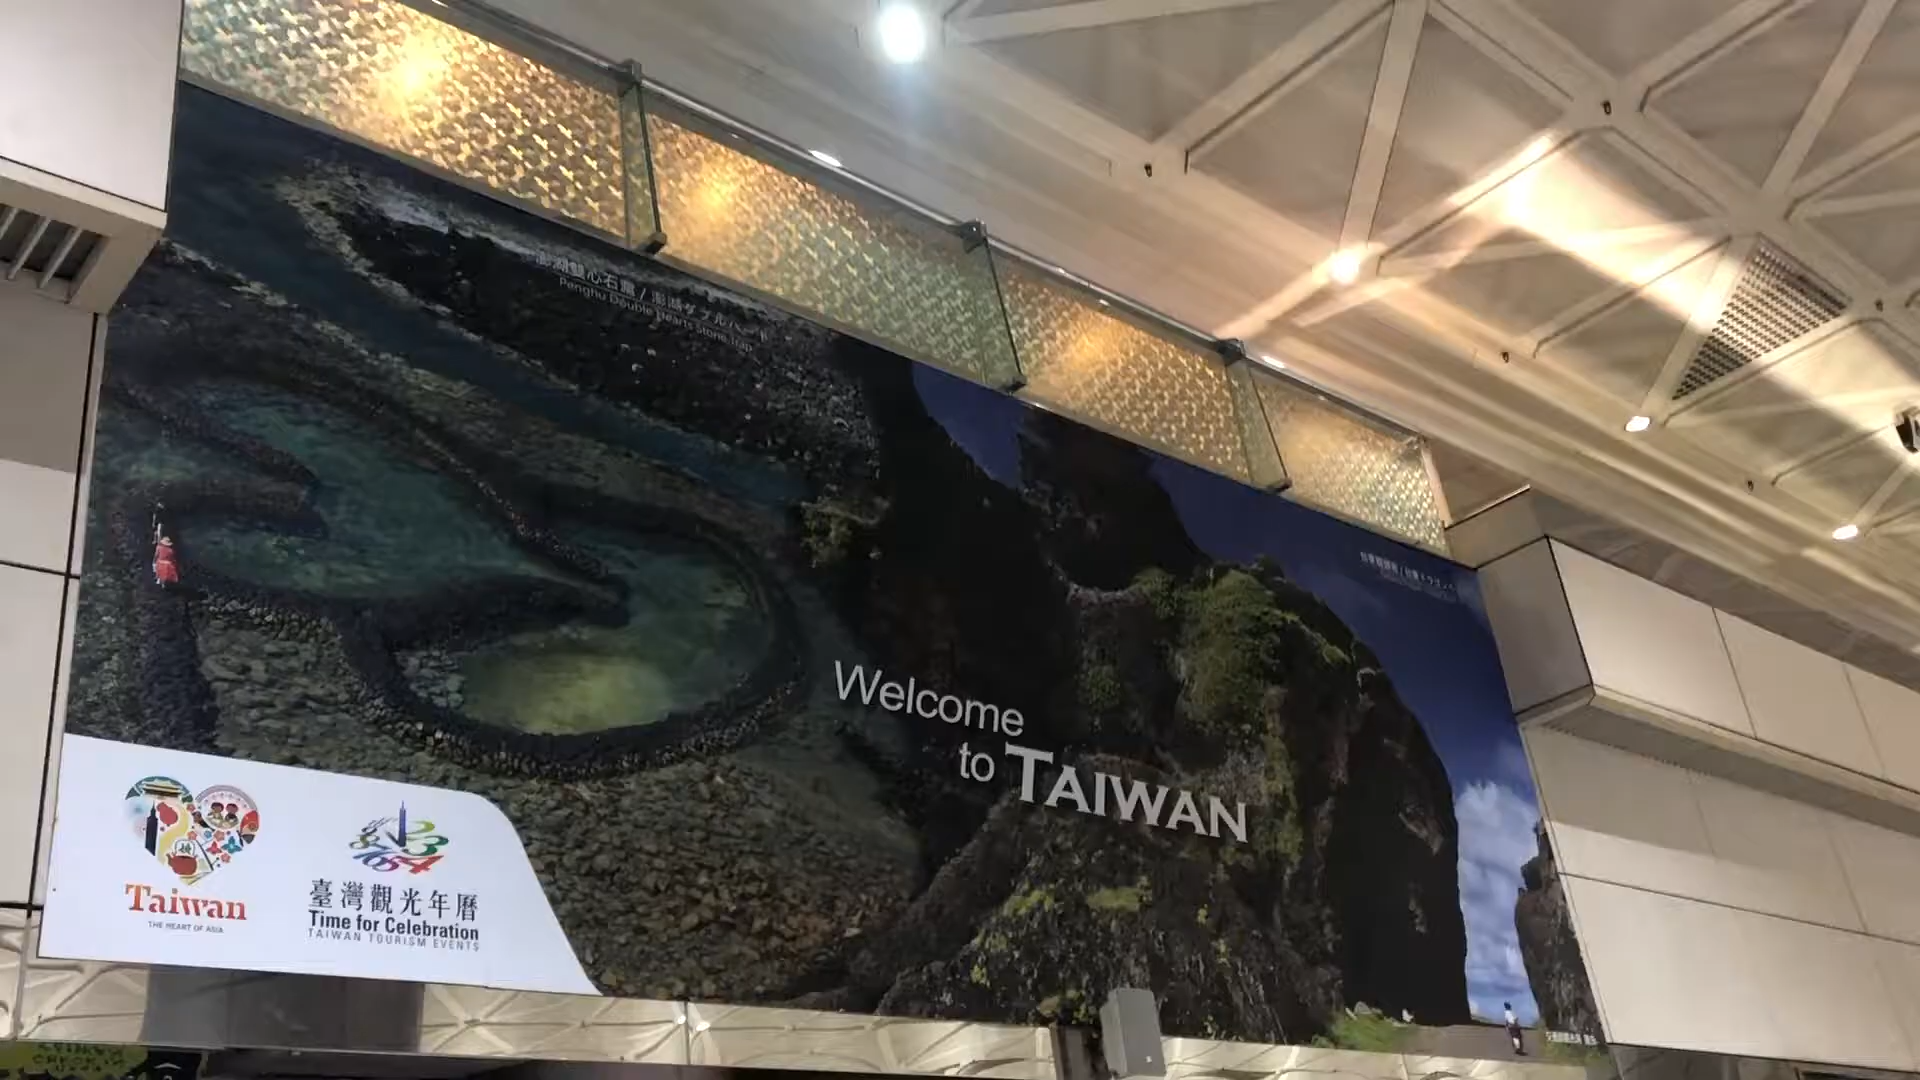 澎湖雙心石滬 / 澎湖ダブルハート
Penghu Double Hearts Stone Trap
Welcome
to TAIWAN
Taiwan
THE HEART OF ASIA
臺灣觀光年曆
Time for Celebration
TAIWAN TOURISM EVENTS